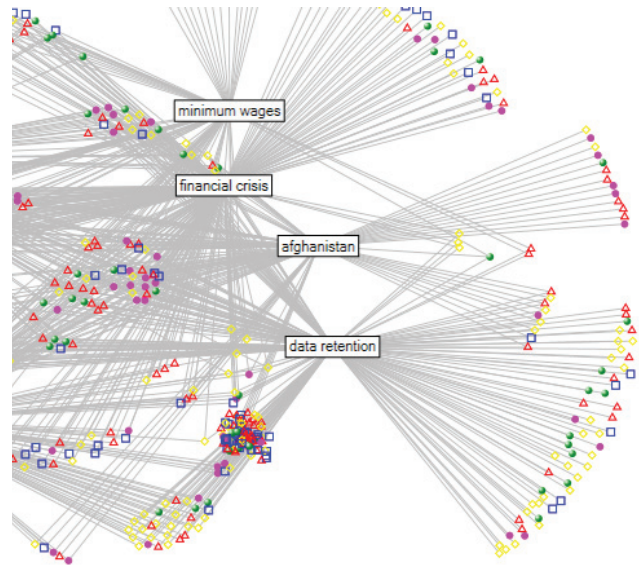 minimum wages
financial crisis
afghanistan
data retention